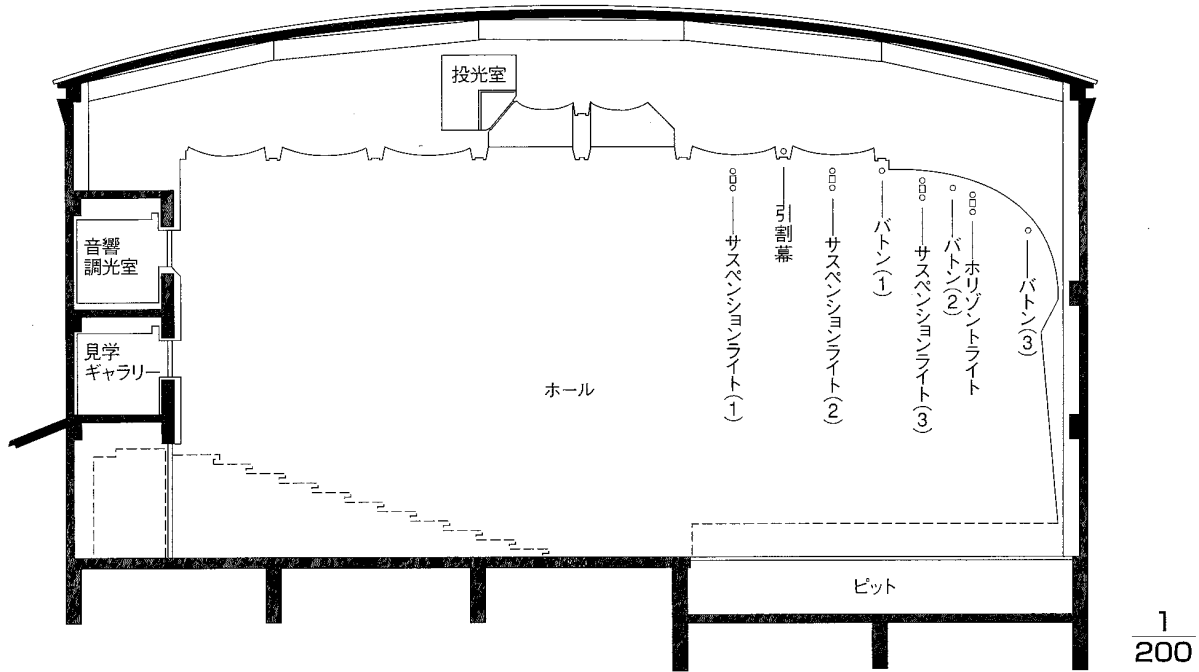 投光室
音響
調光室
見学
ギャラリー
ホール
サスペンションライト(1)
引割幕
サスペンションライト(2)
バトン(1)
サスペンションライト(3)
バトン(2)
ホリゾントライト
バトン(3)
ピット
1
200